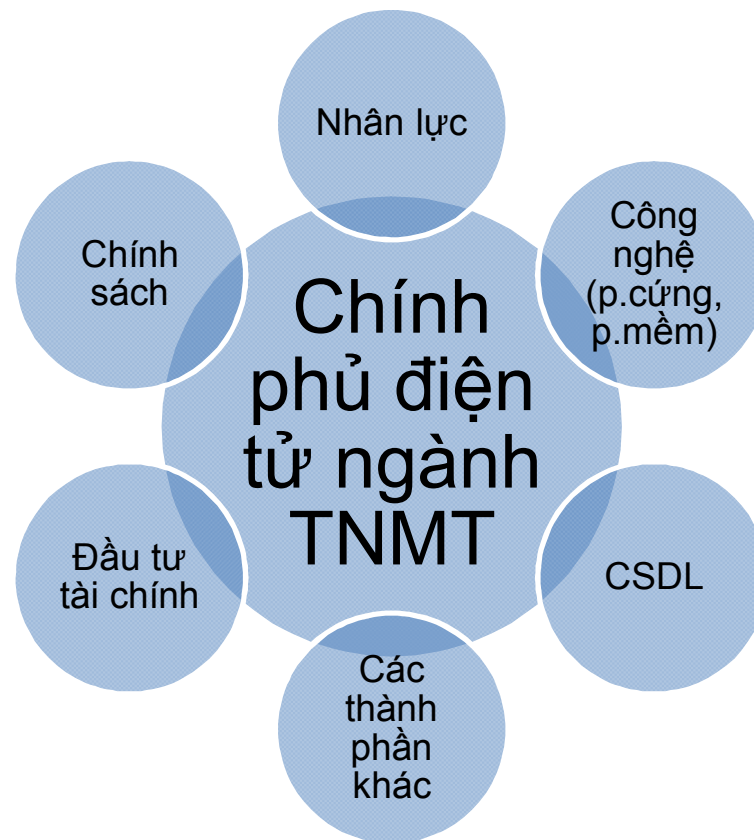 Nhân lực
Công
nghệ
(p.cứng,
p.mềm)
Chính
sách
Chính
phủ điện
tử ngành
TNMT
Đầu tư
tài chính
CSDL
Các
thành
phần
khác